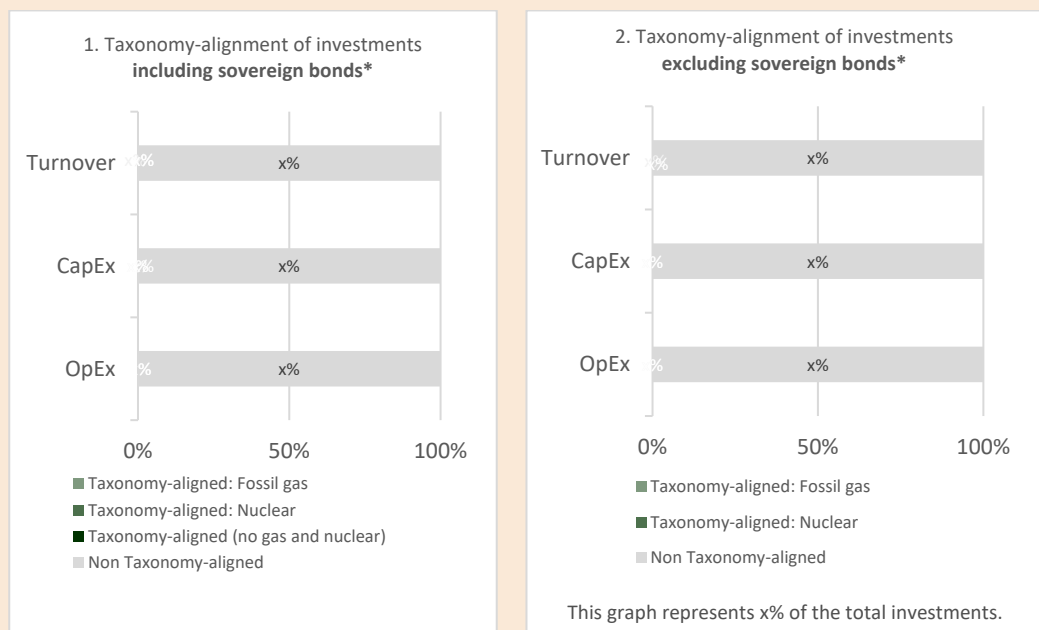 1. Taxonomy-alignment of investments
including sovereign bonds*
Turnover x%
CapEx x%
OpEx x%
0% 50% 100%
Taxonomy-aligned: Fossil gas
Taxonomy-aligned: Nuclear
Taxonomy-aligned (no gas and nuclear)
Non Taxonomy-aligned
2. Taxonomy-alignment of investments
excluding sovereign bonds*
Turnover x%
CapEx x%
OpEx x%
0% 50% 100%
Taxonomy-aligned: Fossil gas
Taxonomy-aligned: Nuclear
Non Taxonomy-aligned
This graph represents x% of the total investments.